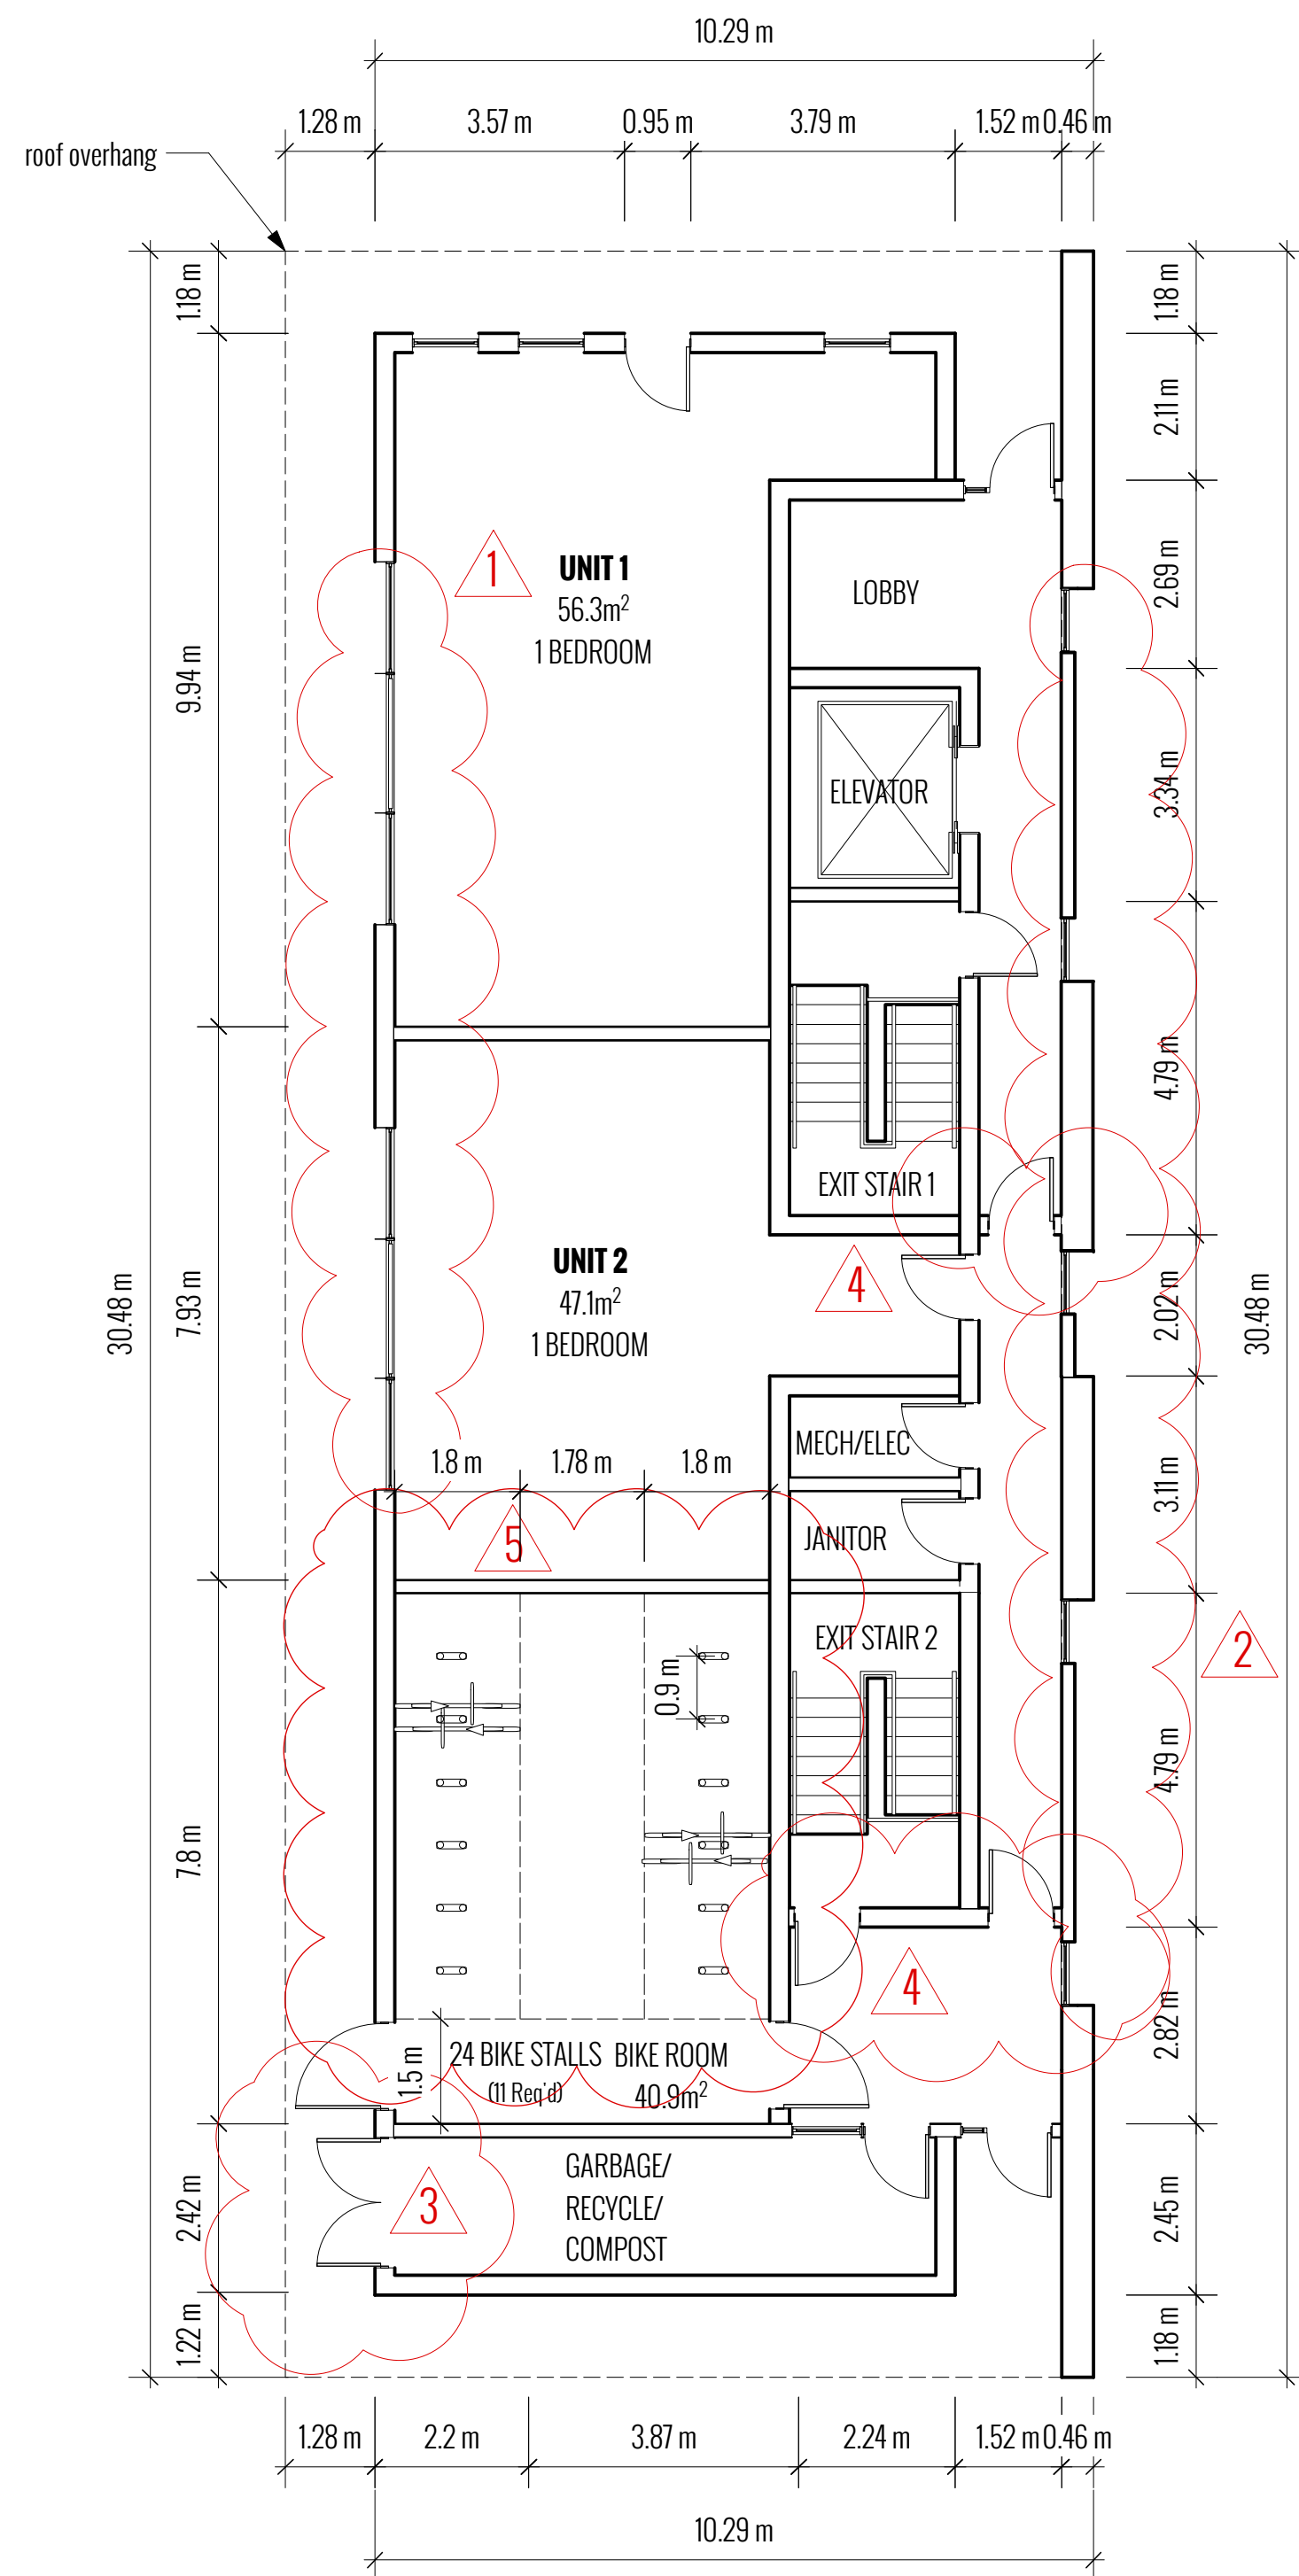 10.29 m
1.28 m 3.57 m 0.95 m 3.79 m 1.52 m 0.46 m
roof overhang
1.18 m
1.18 m
2.11 m
1
UNIT 1
56.3m²
1 BEDROOM
LOBBY
2.69 m
9.94 m
ELEVATOR
3.34 m
4.79 m
EXIT STAIR 1
UNIT 2
47.1m²
1 BEDROOM
4
30.48 m
7.93 m
2.02 m
30.48 m
MECH/ELEC
1.8 m 1.78 m 1.8 m
3.11 m
5
JANITOR
EXIT STAIR 2
2
0.9 m
4.79 m
7.8 m
4
24 BIKE STALLS BIKE ROOM
(11 Req'd) 40.9m²
1.5 m
2.82 m
GARBAGE/
RECYCLE/
COMPOST
3
2.42 m
2.45 m
1.22 m
1.18 m
1.28 m 2.2 m 3.87 m 2.24 m 1.52 m 0.46 m
10.29 m